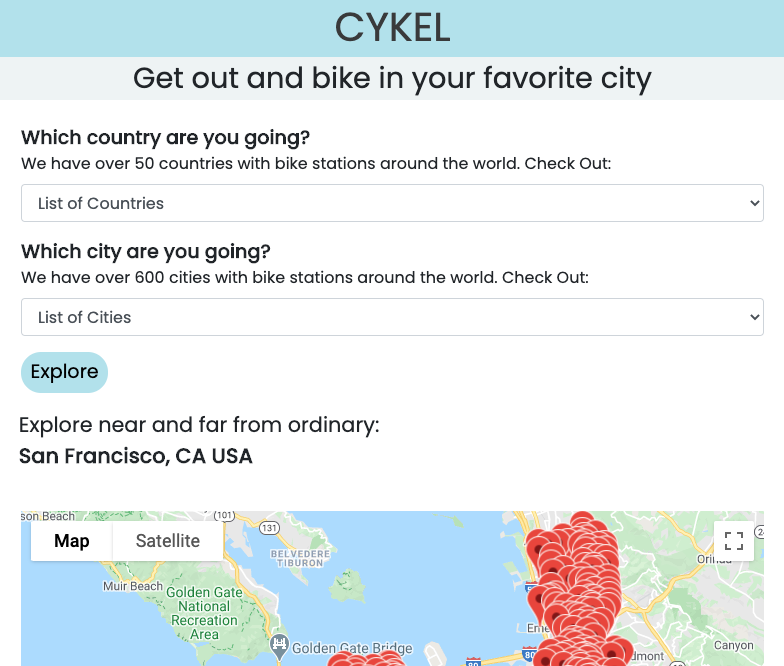 CYKEL
Get out and bike in your favorite city
Which country are you going?
We have over 50 countries with bike stations around the world. Check Out:
List of Countries
Which city are you going?
We have over 600 cities with bike stations around the world. Check Out:
List of Cities
Explore
Explore near and far from ordinary:
San Francisco, CA USA
son Beach
101
131
Map
Satellite
BELVEDERE
TIBURON
Muir Beach
Golden Gate
National
Recreation
Area
Golden Gate Bridge
80
80
Canyon